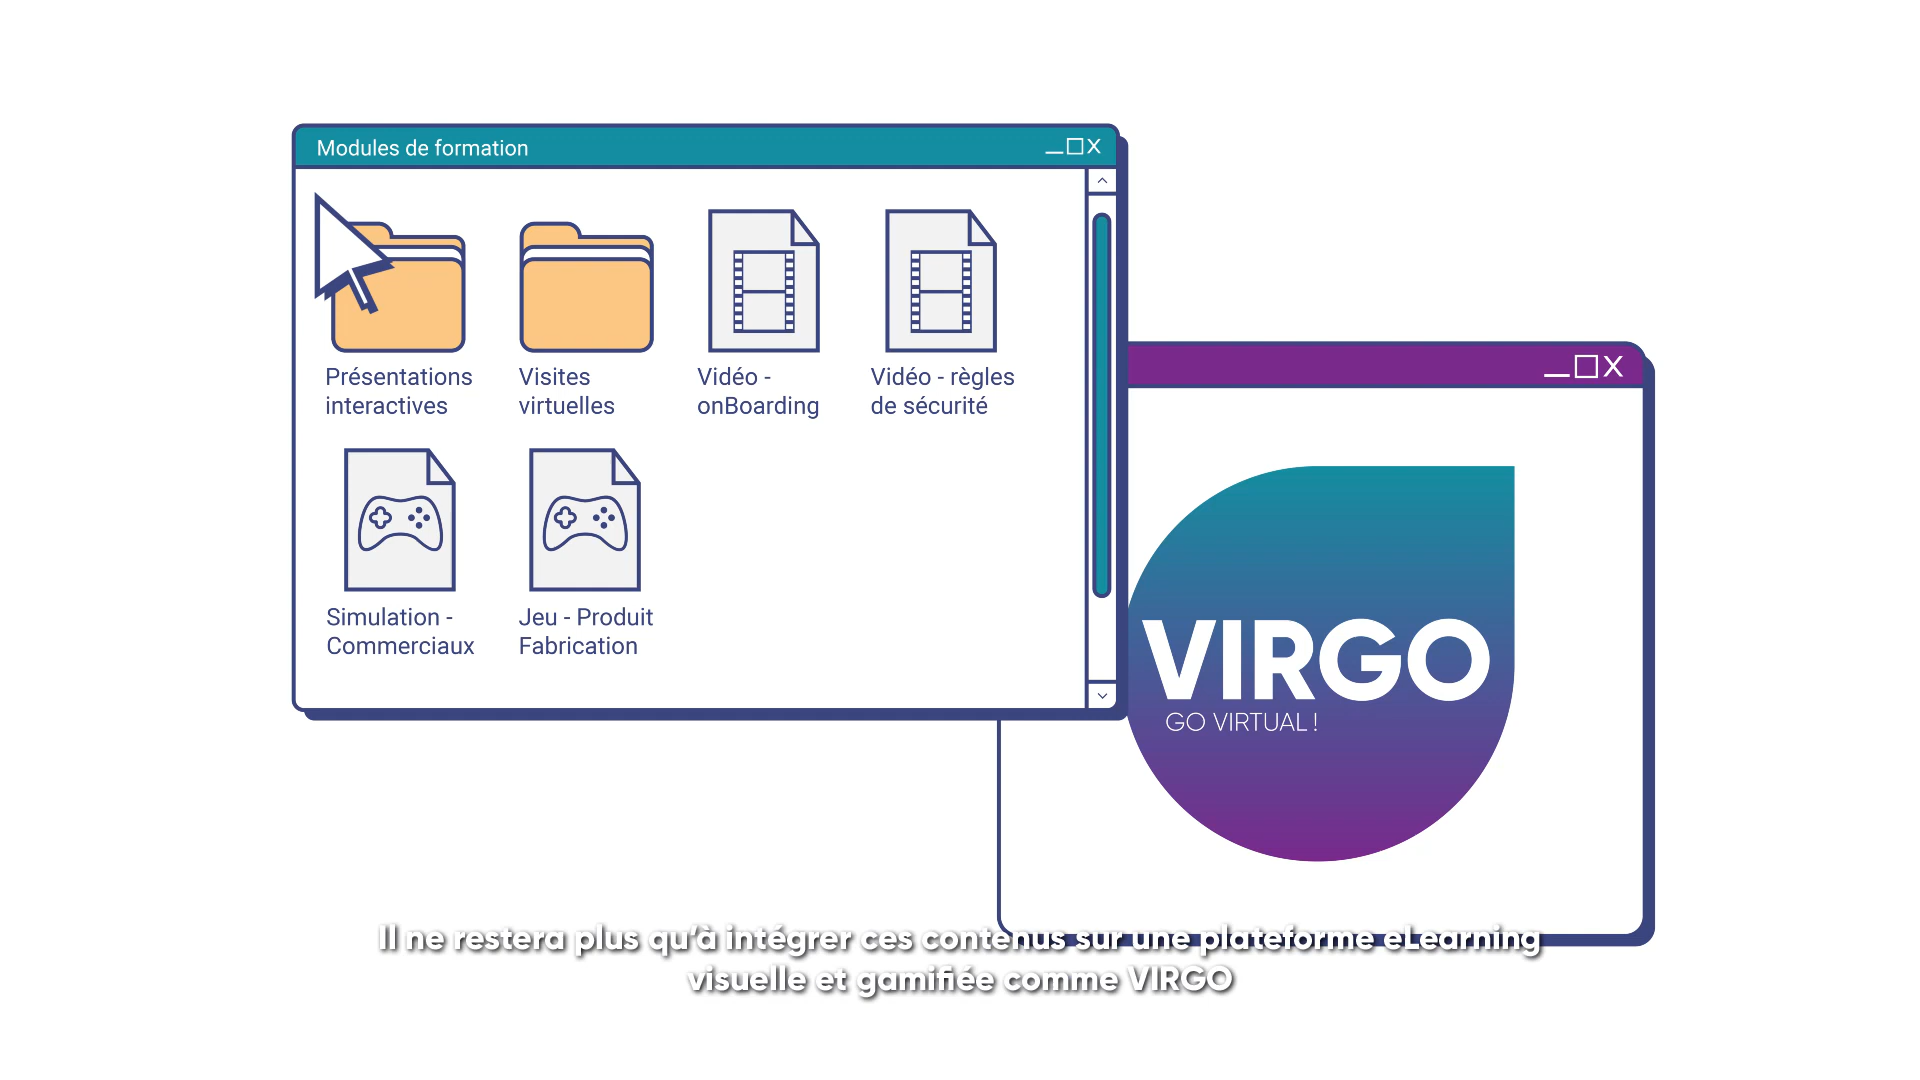 Modules de formation
Présentations
interactives
Visites
virtuelles
Vidéo -
onBoarding
Vidéo - règles
de sécurité
Simulation -
Commerciaux
Jeu - Produit
Fabrication
VIRGO
GO VIRTUAL !
Il ne restera plus qu'à intégrer ces contenus sur une plateforme eLearning
visuelle et gamifiée comme VIRGO